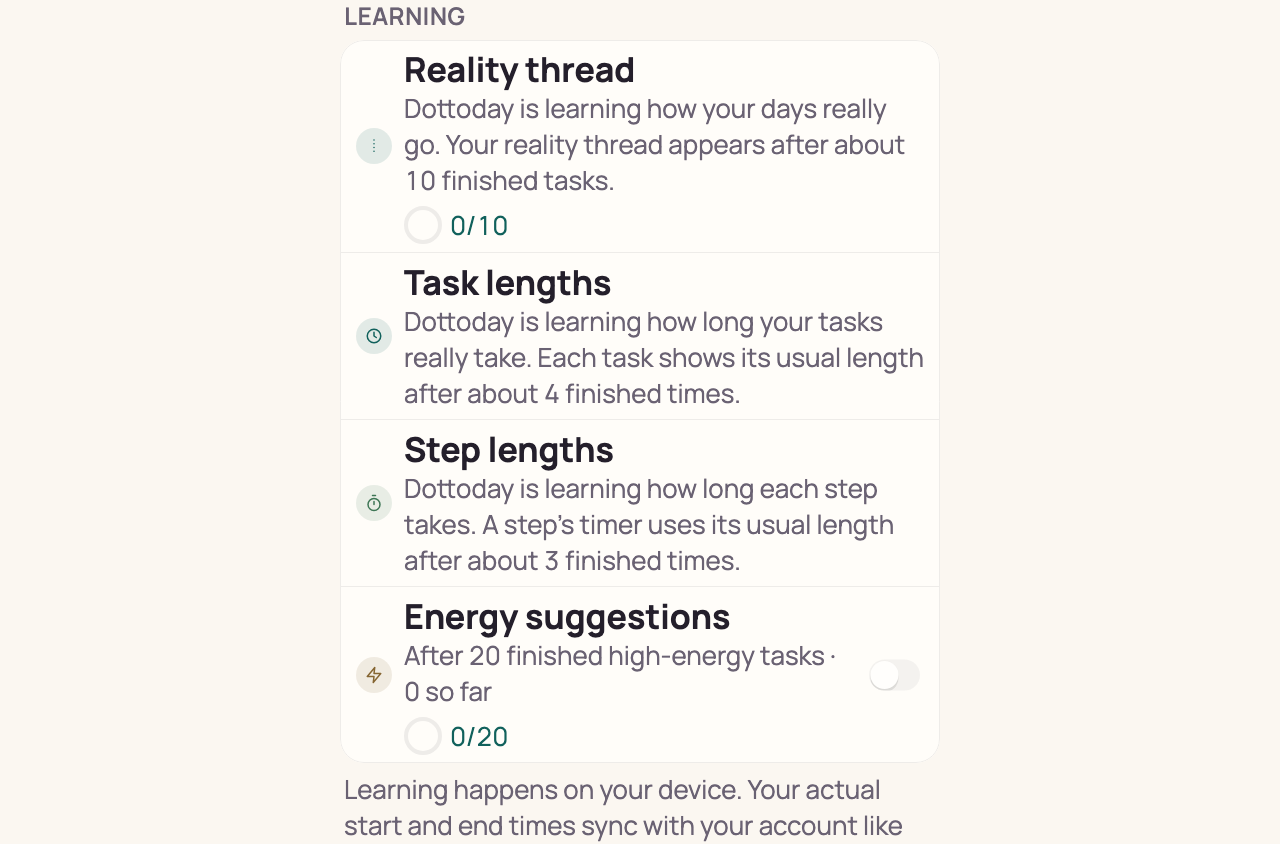 LEARNING
Reality thread
Dottoday is learning how your days really
go. Your reality thread appears after about
10 finished tasks.
0/10
Task lengths
Dottoday is learning how long your tasks
really take. Each task shows its usual length
after about 4 finished times.
Step lengths
Dottoday is learning how long each step
takes. A step’s timer uses its usual length
after about 3 finished times.
Energy suggestions
After 20 finished high-energy tasks ·
0 so far
0/20
Learning happens on your device. Your actual
start and end times sync with your account like